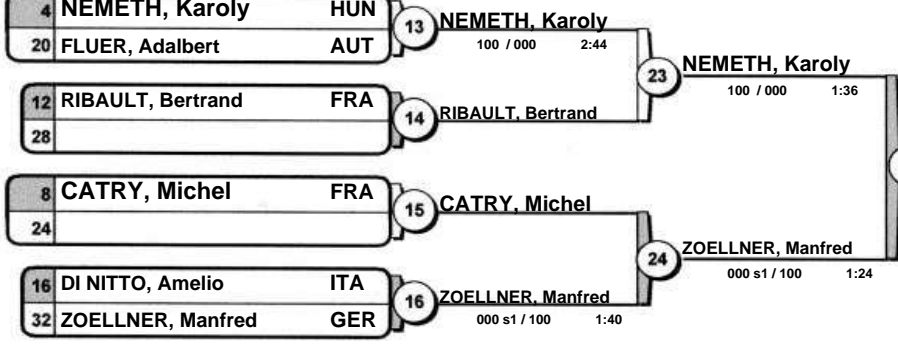 4 NEMETH, Karoly HUN
20 FLUER, Adalbert AUT
13
NEMETH, Karoly
100 / 000 2:44
12 RIBAULT, Bertrand FRA
28
14
RIBAULT, Bertrand
23
NEMETH, Karoly
100 / 000 1:36
8 CATRY, Michel FRA
24
15
CATRY, Michel
16 DI NITTO, Amelio ITA
32 ZOELLNER, Manfred GER
16
ZOELLNER, Manfred
000 s1 / 100 1:40
24
ZOELLNER, Manfred
000 s1 / 100 1:24